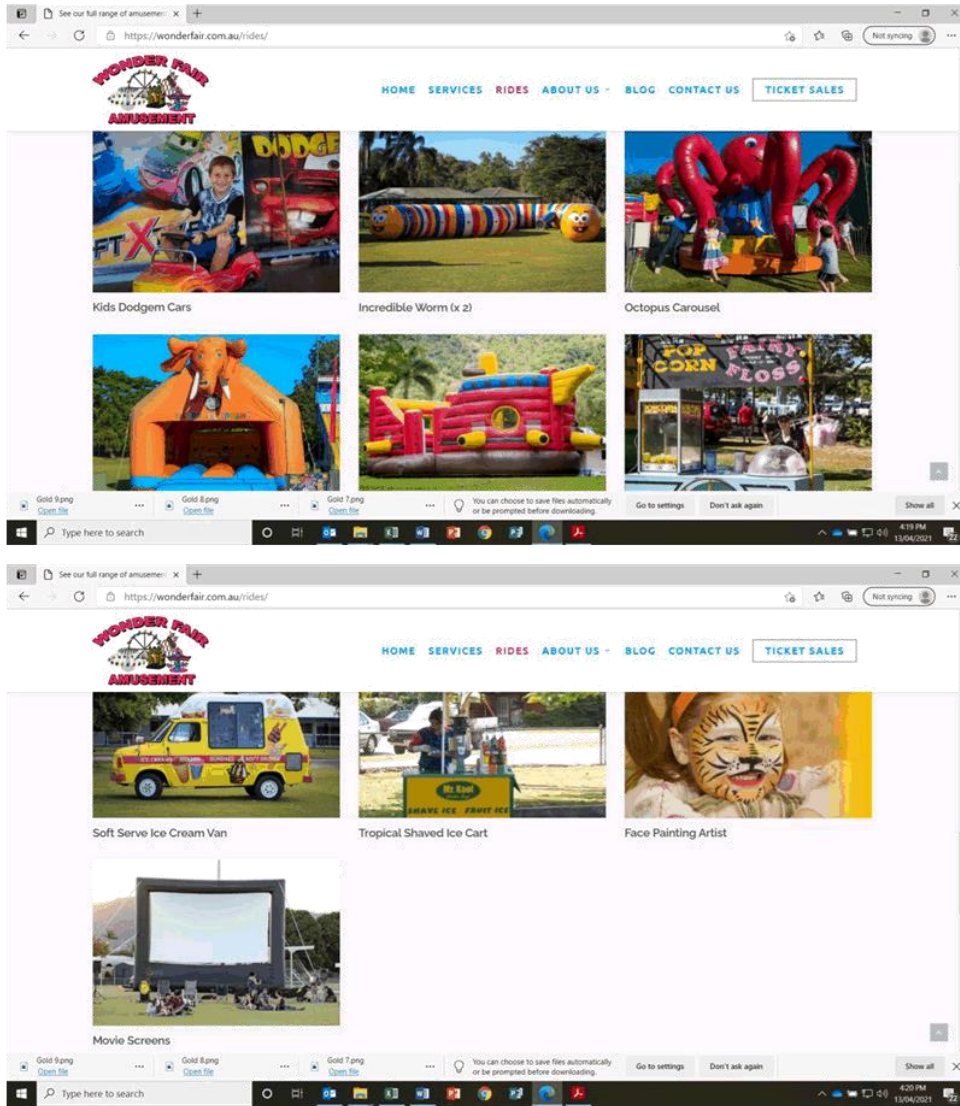 See our full range of amusemen
https://wonderfair.com.au/rides/
Not syncing
WONDER FAIR
AMUSEMENT
HOME SERVICES RIDES ABOUT US BLOG CONTACT US TICKET SALES
DODGE
X
Kids Dodgem Cars
Incredible Worm (x 2)
Octopus Carousel
POP CORN
FAIRY FLOSS
Gold 9.png
Open file
Gold 8.png
Open file
Gold 7.png
Open file
You can choose to save files automatically
or be prompted before downloading.
Go to settings
Don't ask again
Show all
Type here to search
4:19 PM
13/04/2021
22
See our full range of amusemen
https://wonderfair.com.au/rides/
Not syncing
WONDER FAIR
AMUSEMENT
HOME SERVICES RIDES ABOUT US BLOG CONTACT US TICKET SALES
Mr Kool
SHAVE ICE FRUIT ICE
Soft Serve Ice Cream Van
Tropical Shaved Ice Cart
Face Painting Artist
Movie Screens
Gold 9.png
Open file
Gold 8.png
Open file
Gold 7.png
Open file
You can choose to save files automatically
or be prompted before downloading.
Go to settings
Don't ask again
Show all
Type here to search
4:20 PM
13/04/2021
22